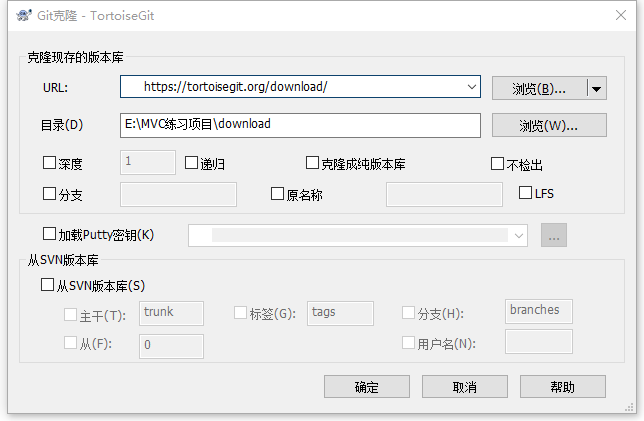 Git克隆 - TortoiseGit
克隆现存的版本库
URL: https://tortoisegit.org/download/ 浏览(B)...
目录(D) E:\MVC练习项目\download 浏览(W)...
深度 1 递归 克隆成纯版本库 不检出
分支 原名称 LFS
加载Putty密钥(K) ...
从SVN版本库
从SVN版本库(S)
主干(T): trunk 标签(G): tags 分支(H): branches
从(F): 0 用户名(N):
确定 取消 帮助